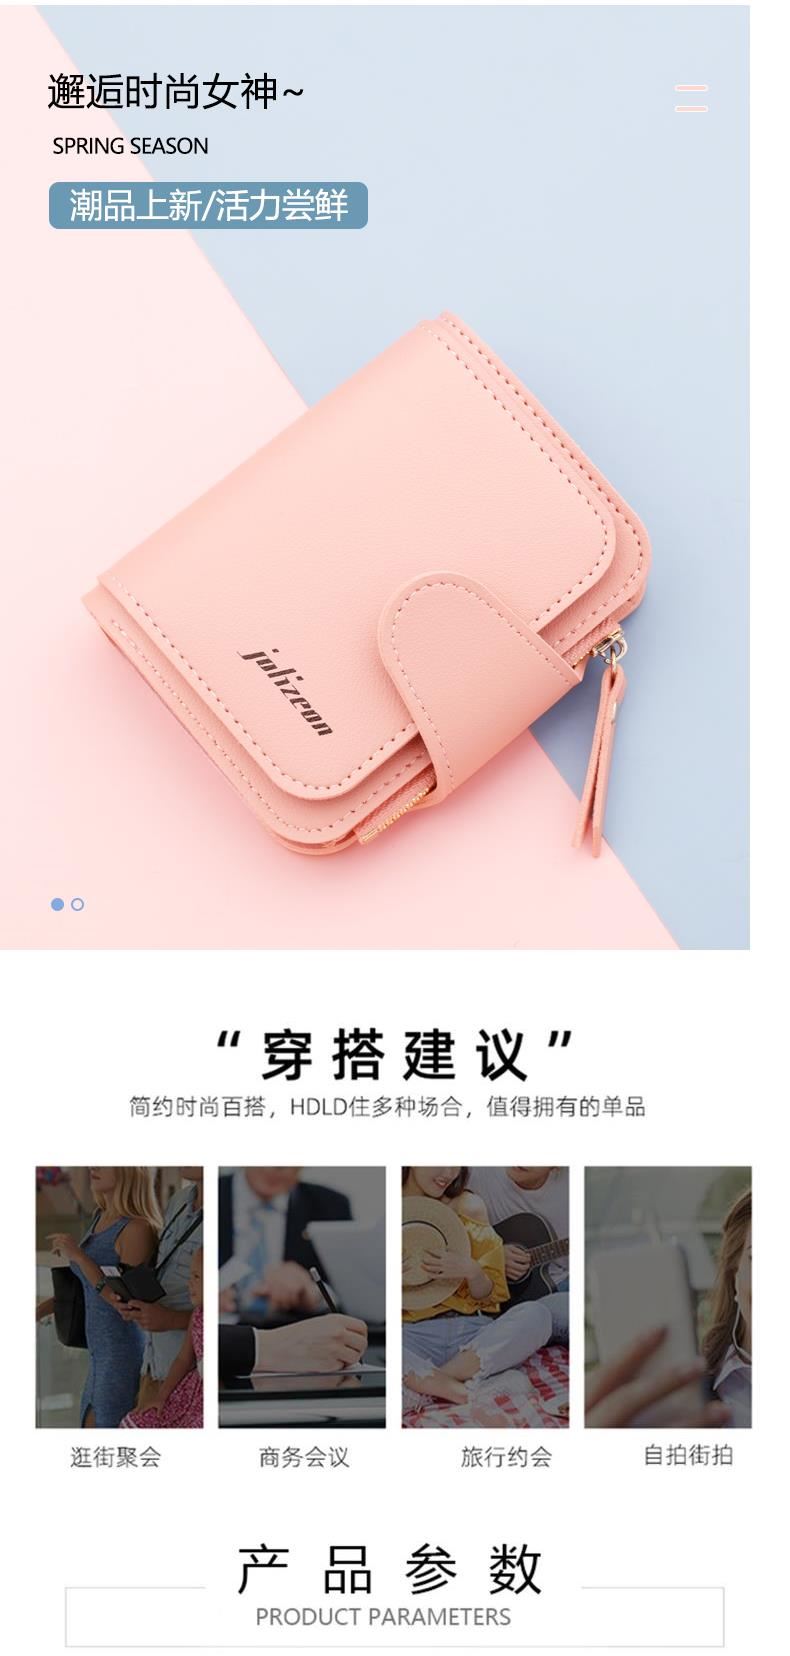 邂逅时尚女神~
SPRING SEASON
潮品上新/活力尝鲜
julizeon
“穿搭建议”
简约时尚百搭，HDLD住多种场合，值得拥有的单品
逛街聚会
商务会议
旅行约会
自拍街拍
产品参数
PRODUCT PARAMETERS